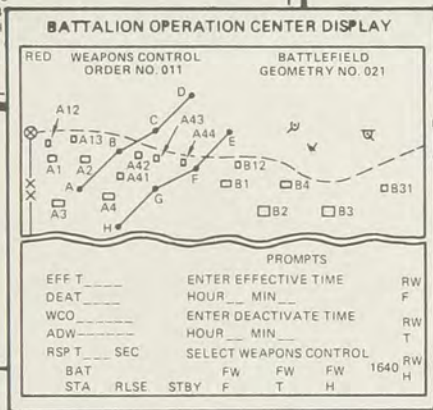 BATTALION OPERATION CENTER DISPLAY
RED WEAPONS CONTROL BATTLEFIELD
ORDER NO. 011 GEOMETRY NO. 021
D
A12 C A43 E
A13 B A44
A42 B12
A1 A2 A41 F
A G B1 B4 B31
A3 A4
H B2 B3
PROMPTS
EFF T____ ENTER EFFECTIVE TIME RW
HOUR__ MIN__ F
DEAT____
WCO______ ENTER DEACTIVATE TIME RW
ADW------ HOUR__ MIN__ T
RSP T____ SEC SELECT WEAPONS CONTROL
BAT FW FW FW 1640 RW
STA RLSE STBY F T H H